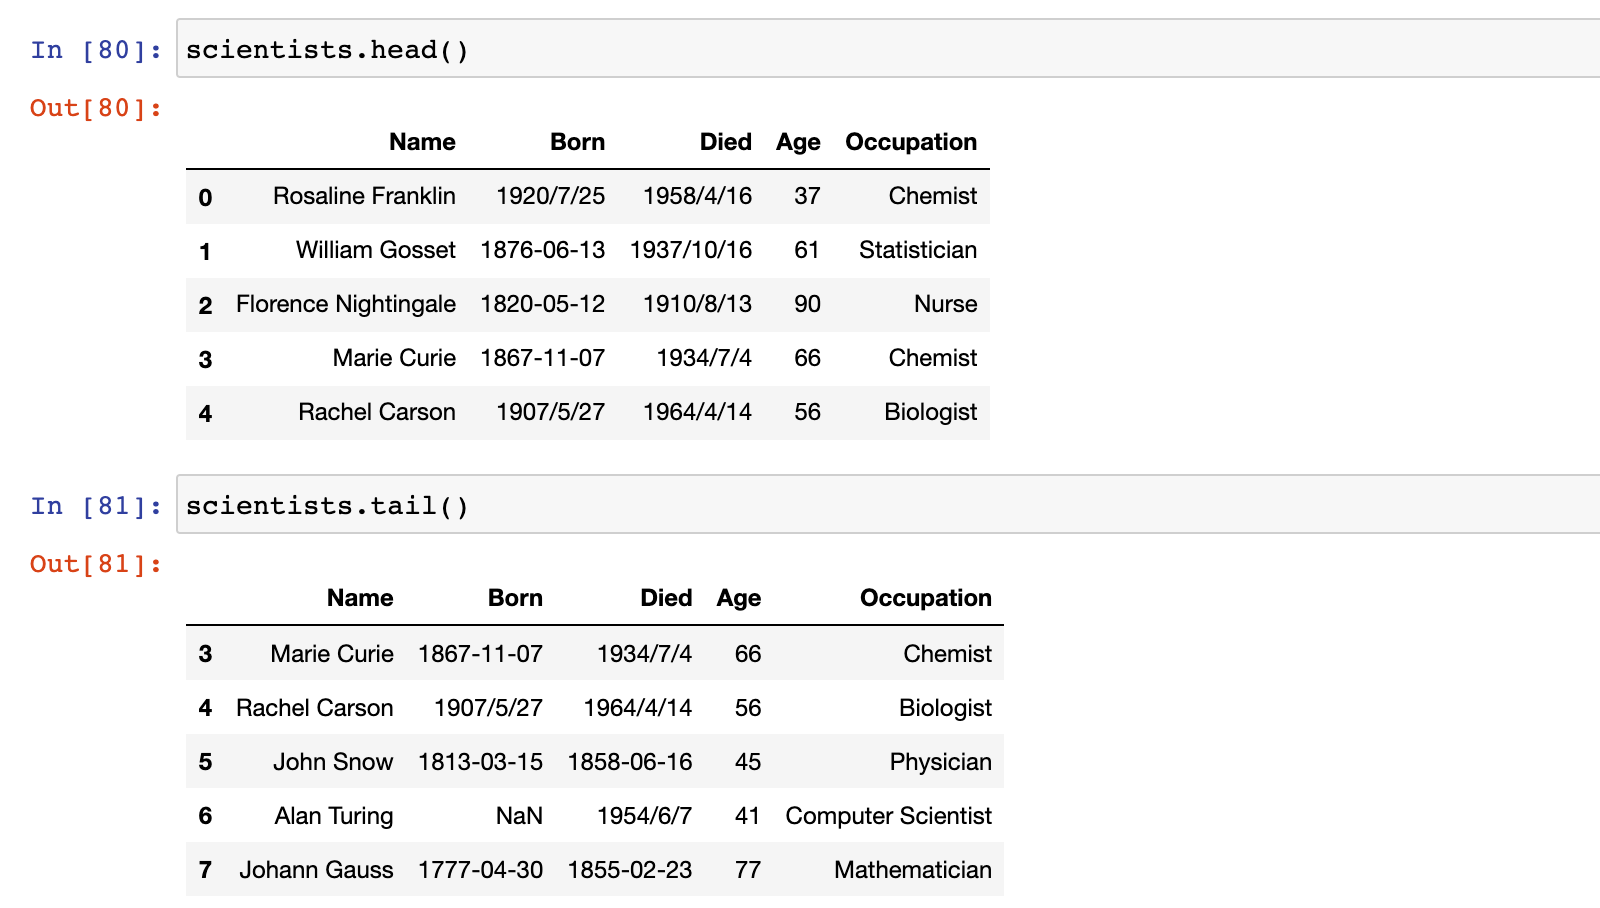 In [80]: scientists.head()
Out[80]:
Name Born Died Age Occupation
0 Rosaline Franklin 1920/7/25 1958/4/16 37 Chemist
1 William Gosset 1876-06-13 1937/10/16 61 Statistician
2 Florence Nightingale 1820-05-12 1910/8/13 90 Nurse
3 Marie Curie 1867-11-07 1934/7/4 66 Chemist
4 Rachel Carson 1907/5/27 1964/4/14 56 Biologist
In [81]: scientists.tail()
Out[81]:
Name Born Died Age Occupation
3 Marie Curie 1867-11-07 1934/7/4 66 Chemist
4 Rachel Carson 1907/5/27 1964/4/14 56 Biologist
5 John Snow 1813-03-15 1858-06-16 45 Physician
6 Alan Turing NaN 1954/6/7 41 Computer Scientist
7 Johann Gauss 1777-04-30 1855-02-23 77 Mathematician